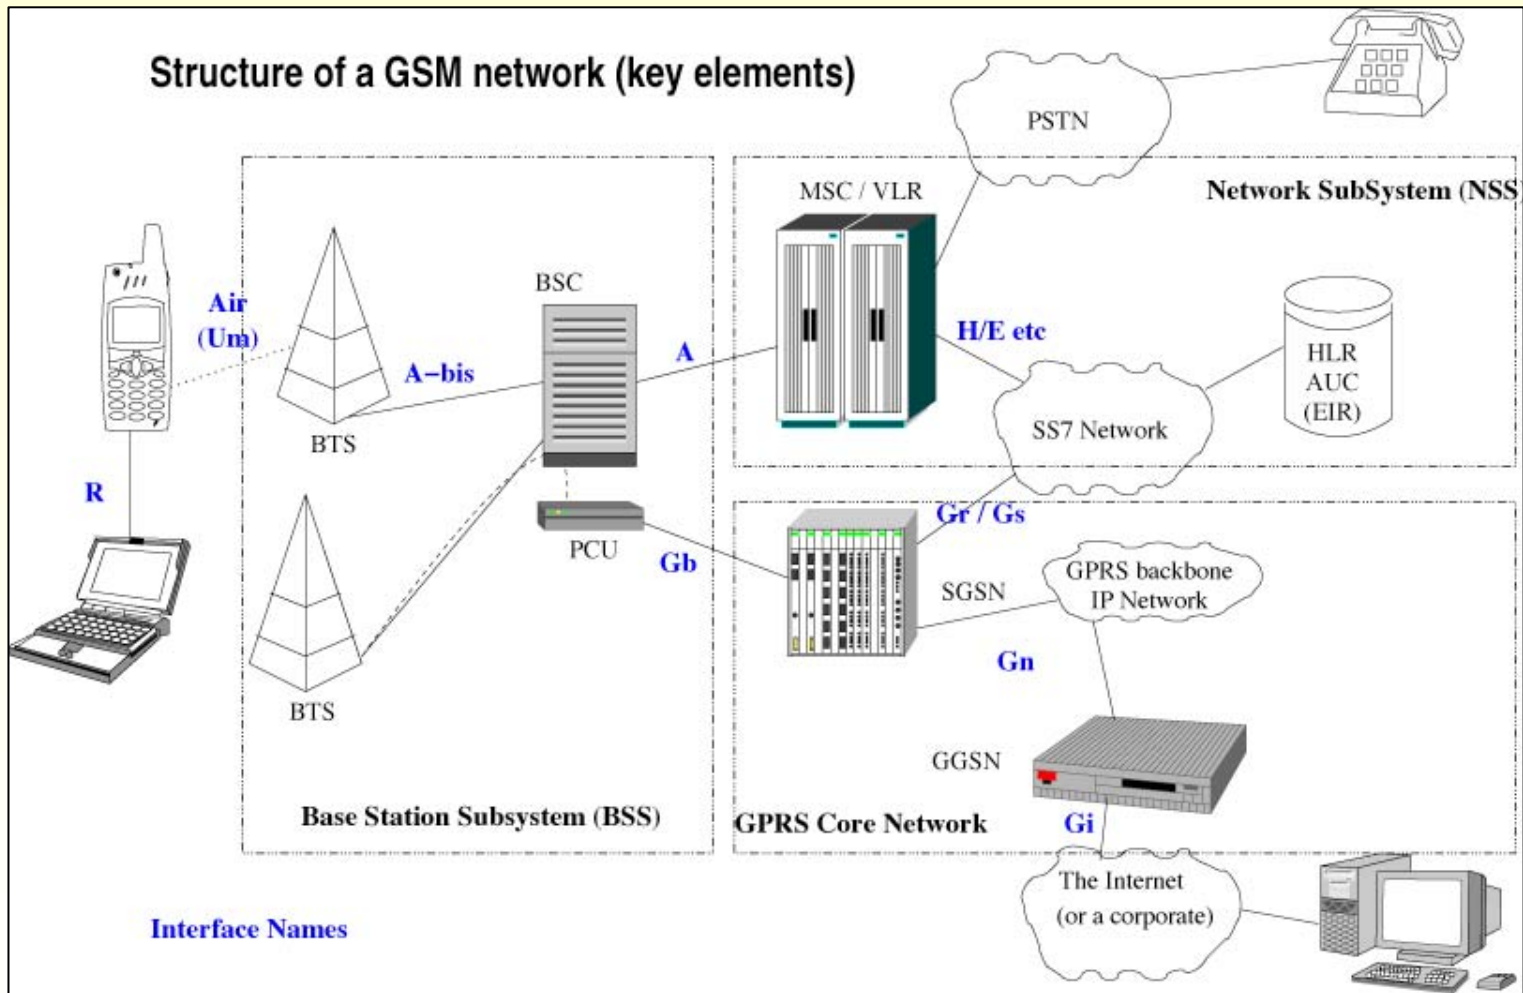 Structure of a GSM network (key elements)
PSTN
MSC / VLR
Network SubSystem (NSS)
BSC
Air
(Um)
A-bis
A
H/E etc
HLR
AUC
(EIR)
BTS
SS7 Network
R
Gr / Gs
PCU
Gb
SGSN
GPRS backbone
IP Network
Gn
BTS
GGSN
Base Station Subsystem (BSS)
GPRS Core Network
Gi
The Internet
(or a corporate)
Interface Names